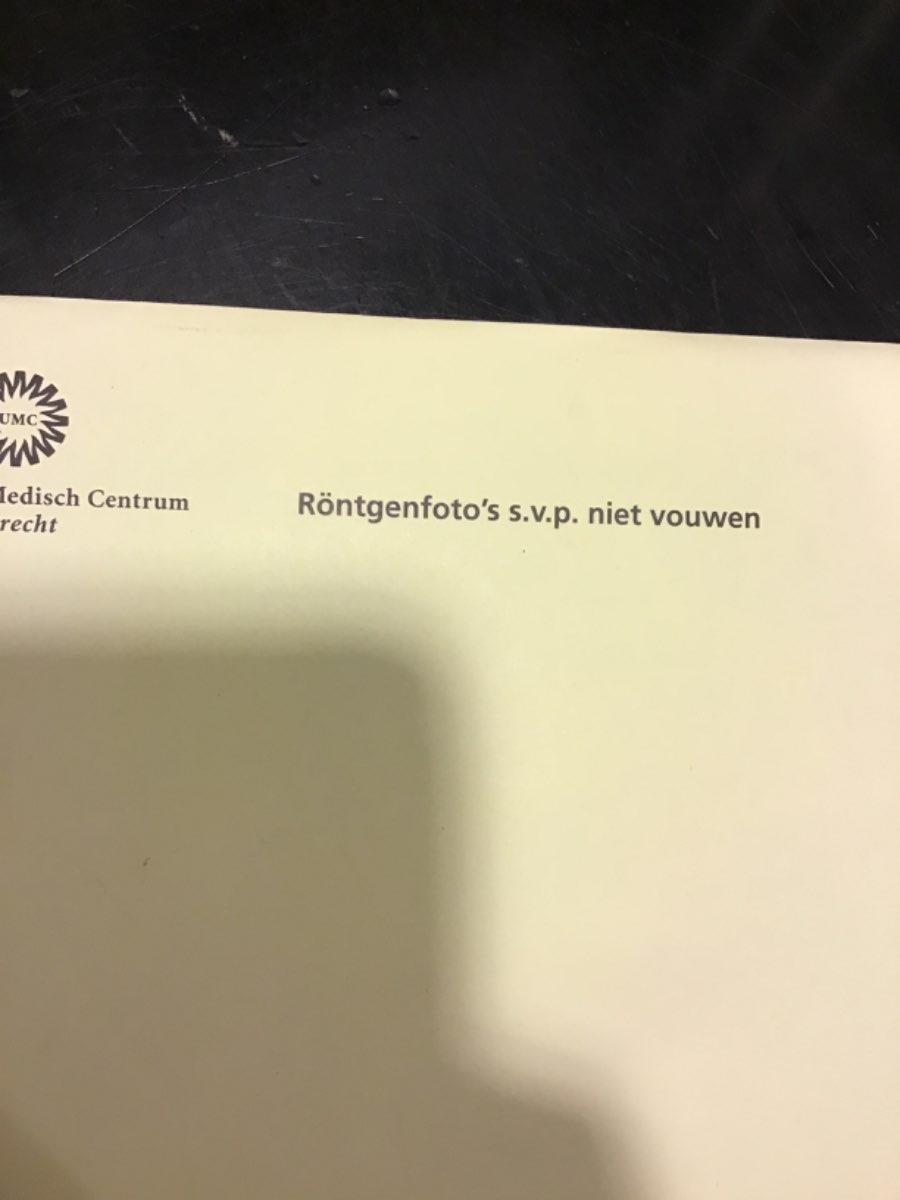 UMC
Medisch Centrum
recht
Röntgenfoto's s.v.p. niet vouwen